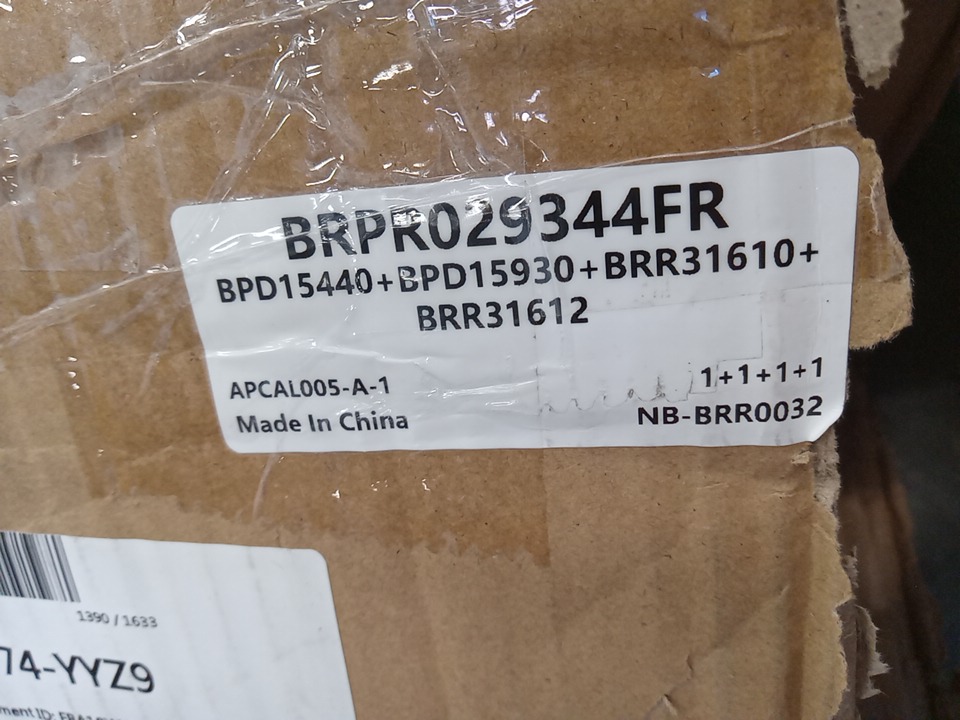 BRPR029344FR
BPD15440+BPD15930+BRR31610+
BRR31612
APCAL005-A-1
1+1+1+1
Made In China
NB-BRR0032
1390 / 1633
74-YYZ9